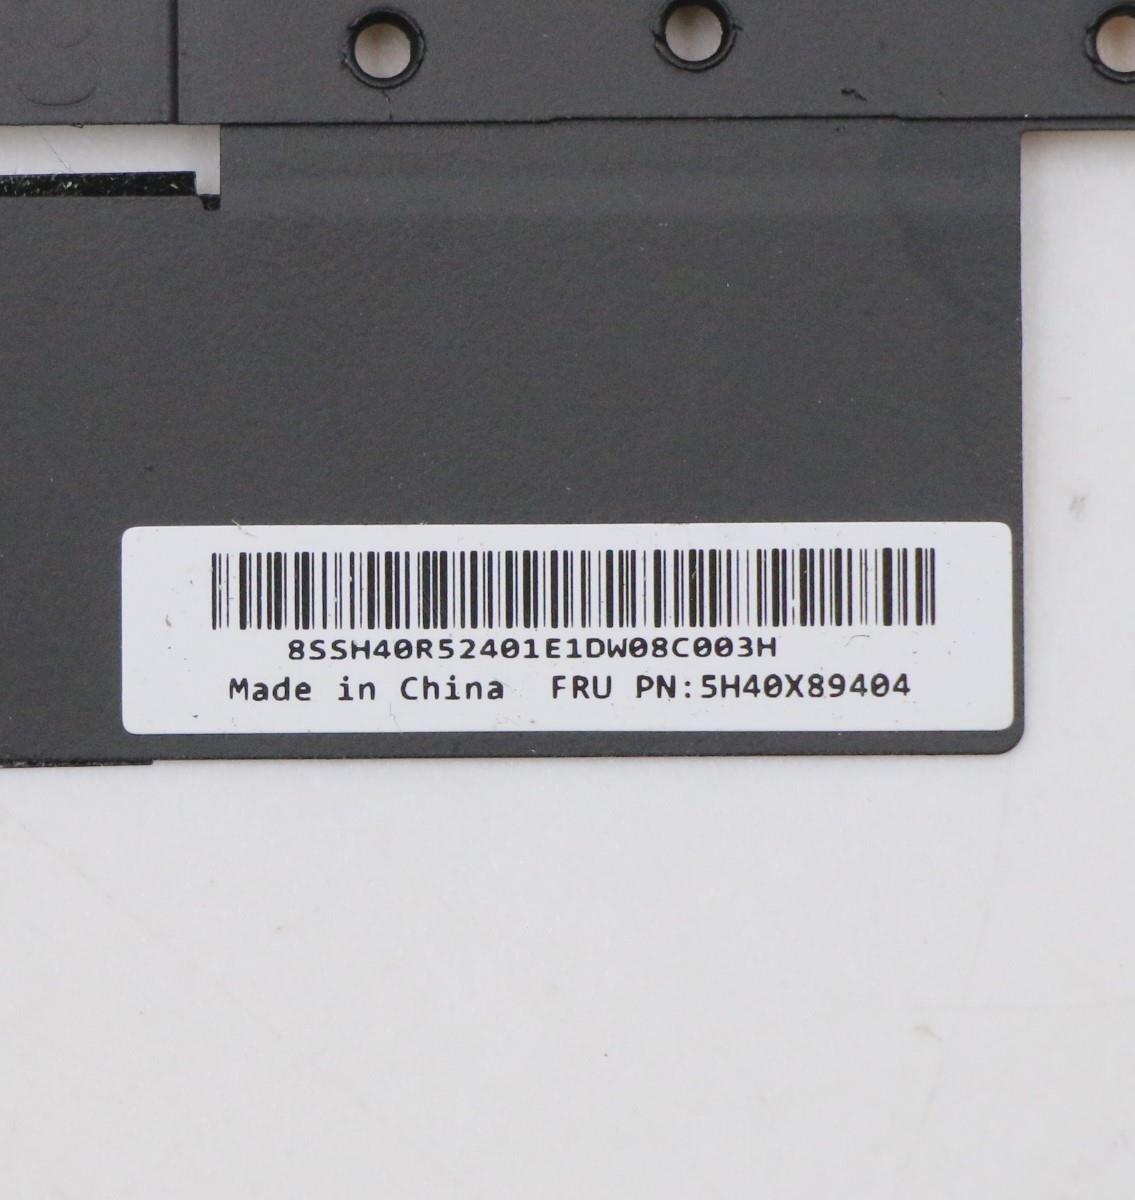 8SSH40R52401E1DW08C003H
Made in China FRU PN:5H40X89404